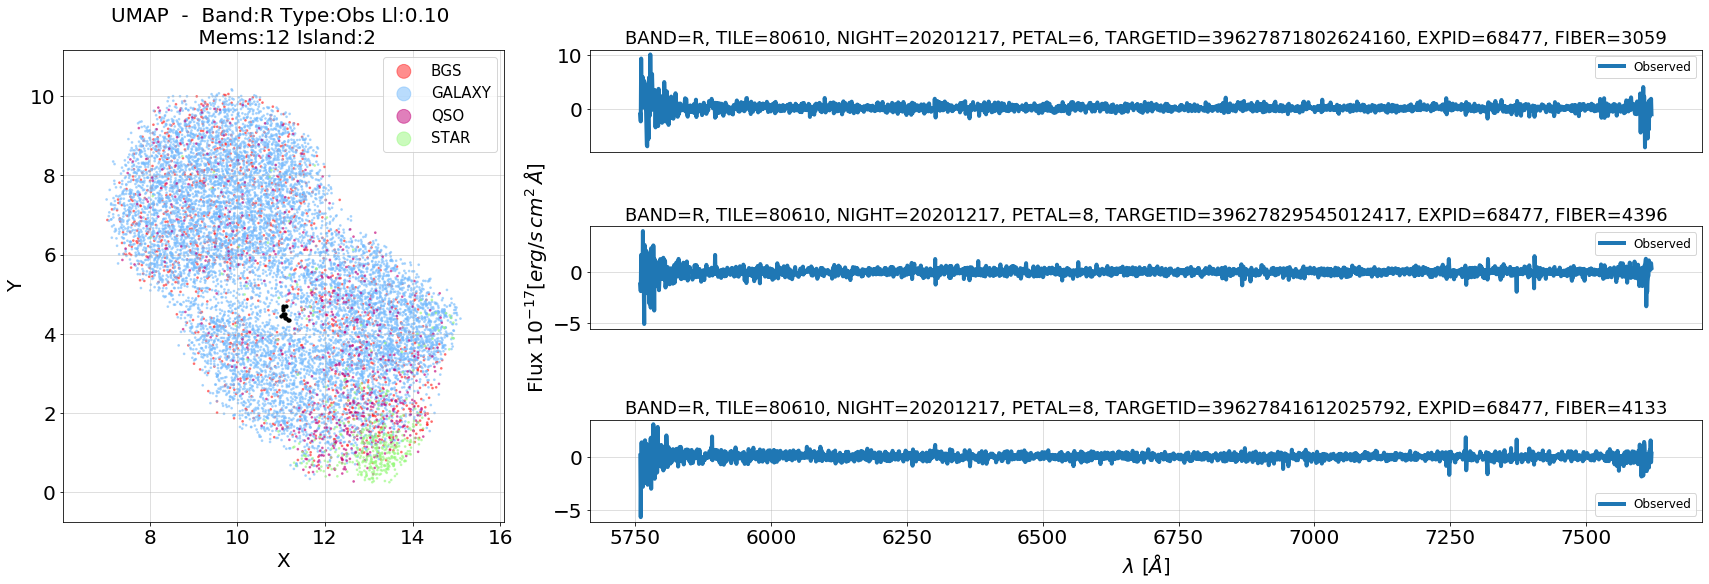 UMAP - Band:R Type:Obs Ll:0.10
Mems:12 Island:2
BGS
GALAXY
QSO
STAR
10
8
6
4
2
0
Y
8
10
12
14
16
X
BAND=R, TILE=80610, NIGHT=20201217, PETAL=6, TARGETID=39627871802624160, EXPID=68477, FIBER=3059
10
0
Observed
BAND=R, TILE=80610, NIGHT=20201217, PETAL=8, TARGETID=39627829545012417, EXPID=68477, FIBER=4396
0
−5
Observed
Flux 10^{-17}[erg/s cm^2 Å]
BAND=R, TILE=80610, NIGHT=20201217, PETAL=8, TARGETID=39627841612025792, EXPID=68477, FIBER=4133
0
−5
Observed
5750
6000
6250
6500
6750
7000
7250
7500
λ [Å]